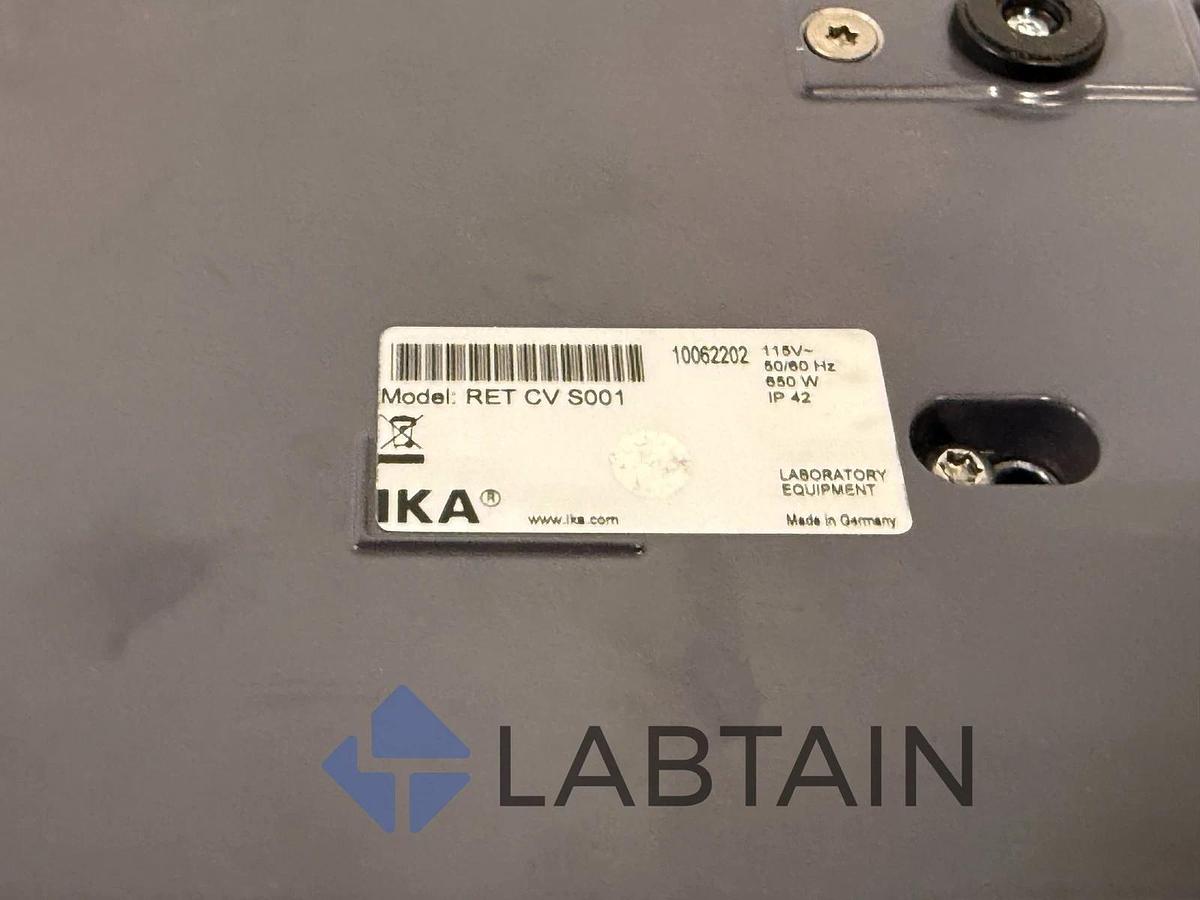 10062202
115V~
50/60 Hz
650 W
IP 42
Model: RET CV S001
IKA®
www.ika.com
LABORATORY
EQUIPMENT
Made in Germany
LABTAIN